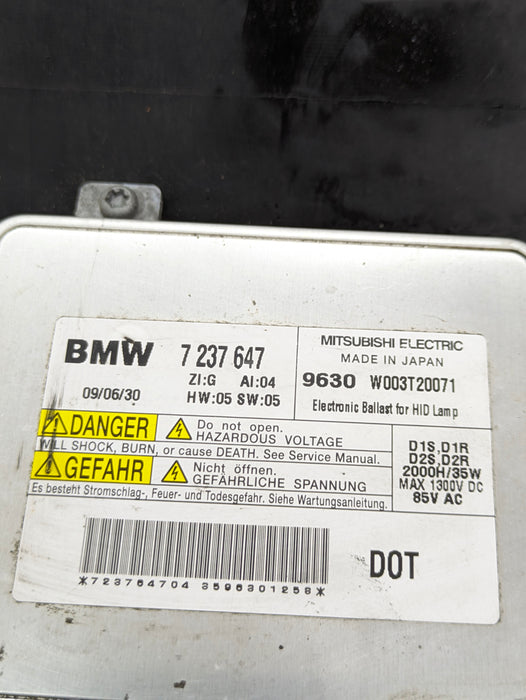 BMW 7 237 647
ZI:G AI:04
09/06/30 HW:05 SW:05
MITSUBISHI ELECTRIC
MADE IN JAPAN
9630 W003T20071
Electronic Ballast for HID Lamp
DANGER Do not open.
HAZARDOUS VOLTAGE
WILL SHOCK, BURN, or cause DEATH. See Service Manual.
GEFAHR Nicht öffnen.
GEFÄHRLICHE SPANNUNG
Es besteht Stromschlag-, Feuer- und Todesgefahr. Siehe Wartungsanleitung.
D1S,D1R
D2S,D2R
2000H/35W
MAX 1300V DC
85V AC
*723764704 3596301258*
DOT